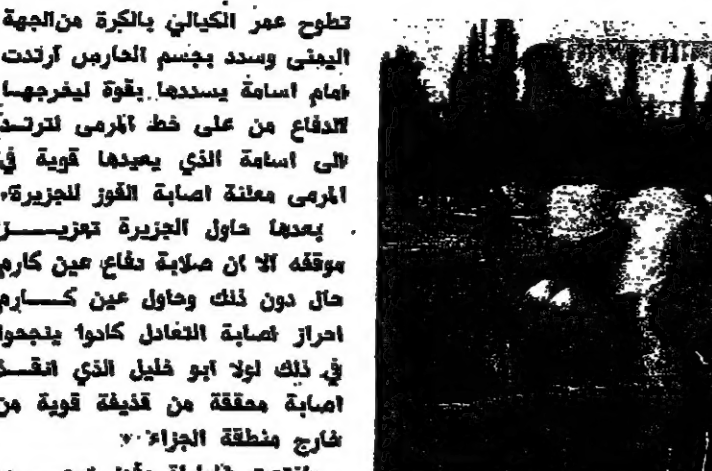 تطوح عمر الكيالي بالكرة من الجهة
اليمنى وسدد بجسم الحارس ارتدت
امام اسامة يسددها بقوة ليخرجها
الدفاع من على خط المرمى لترتد
الى اسامة الذي يعيدها قوية في
المرمى معلنة اصابة الفوز للجزيرة.
بعدها حاول الجزيرة تعزيز
موقفه الا ان صلابة دفاع عين كارم
حال دون ذلك وحاول عين كارم
احراز اصابة التعادل كادوا ينجحوا
في ذلك لولا ابو خليل الذي انقذ
اصابة محققة من قذيفة قوية من
خارج منطقة الجزاء.